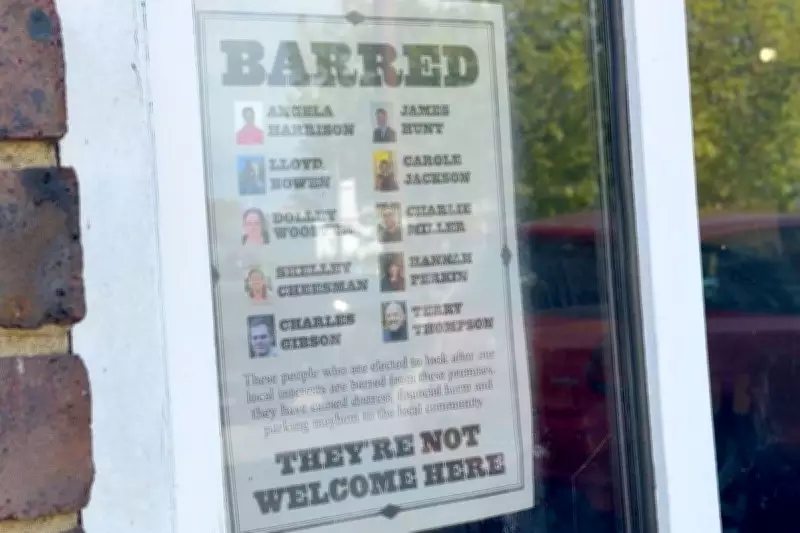 BARRED
ANGELA
HARRISON
JAMES
HUNT
LLOYD
BOWEN
CAROLE
JACKSON
DOLLEY
CHARLIE
MILLER
SHELLEY
CHEESMAN
HANNAH
PERKIN
CHARLES
GIBSON
TERRY
THOMPSON
These people who are elected to look after our
local interests are barred from these premises,
they have caused distress, financial harm and
parking mayhem to the local community
THEY'RE NOT
WELCOME HERE